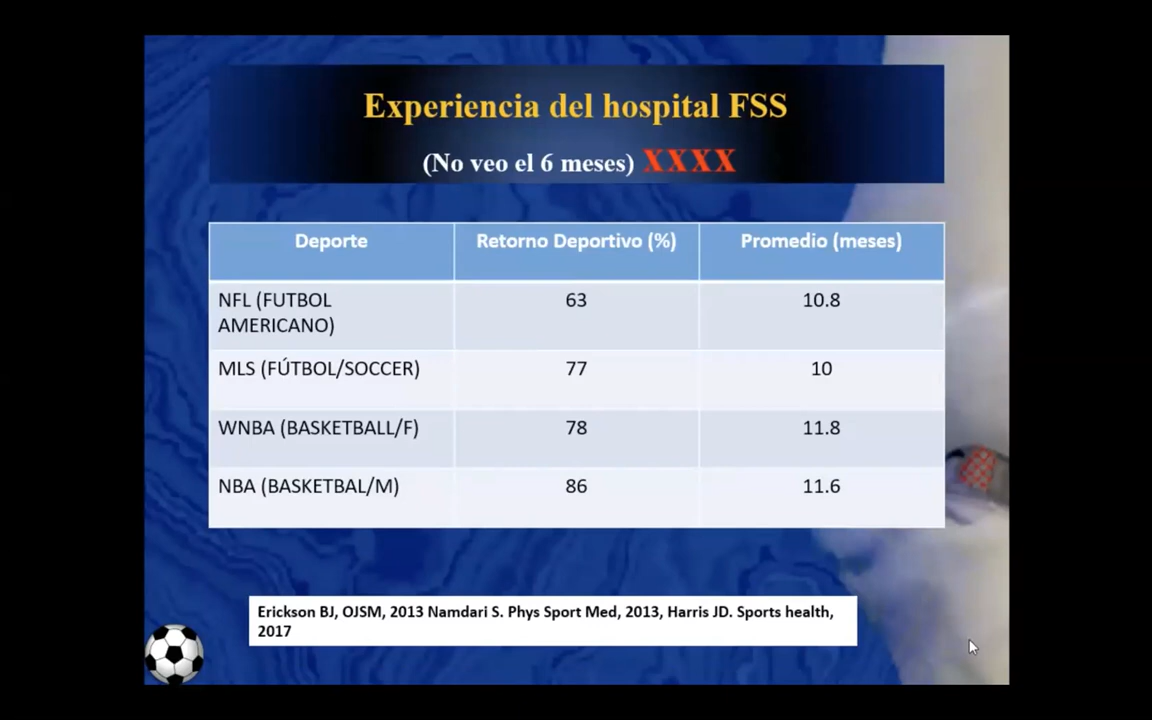 Experiencia del hospital FSS
(No veo el 6 meses) XXXX
Deporte Retorno Deportivo (%) Promedio (meses)
NFL (FUTBOL
AMERICANO) 63 10.8
MLS (FÚTBOL/SOCCER) 77 10
WNBA (BASKETBALL/F) 78 11.8
NBA (BASKETBAL/M) 86 11.6
Erickson BJ, OJSM, 2013 Namdari S. Phys Sport Med, 2013, Harris JD. Sports health,
2017